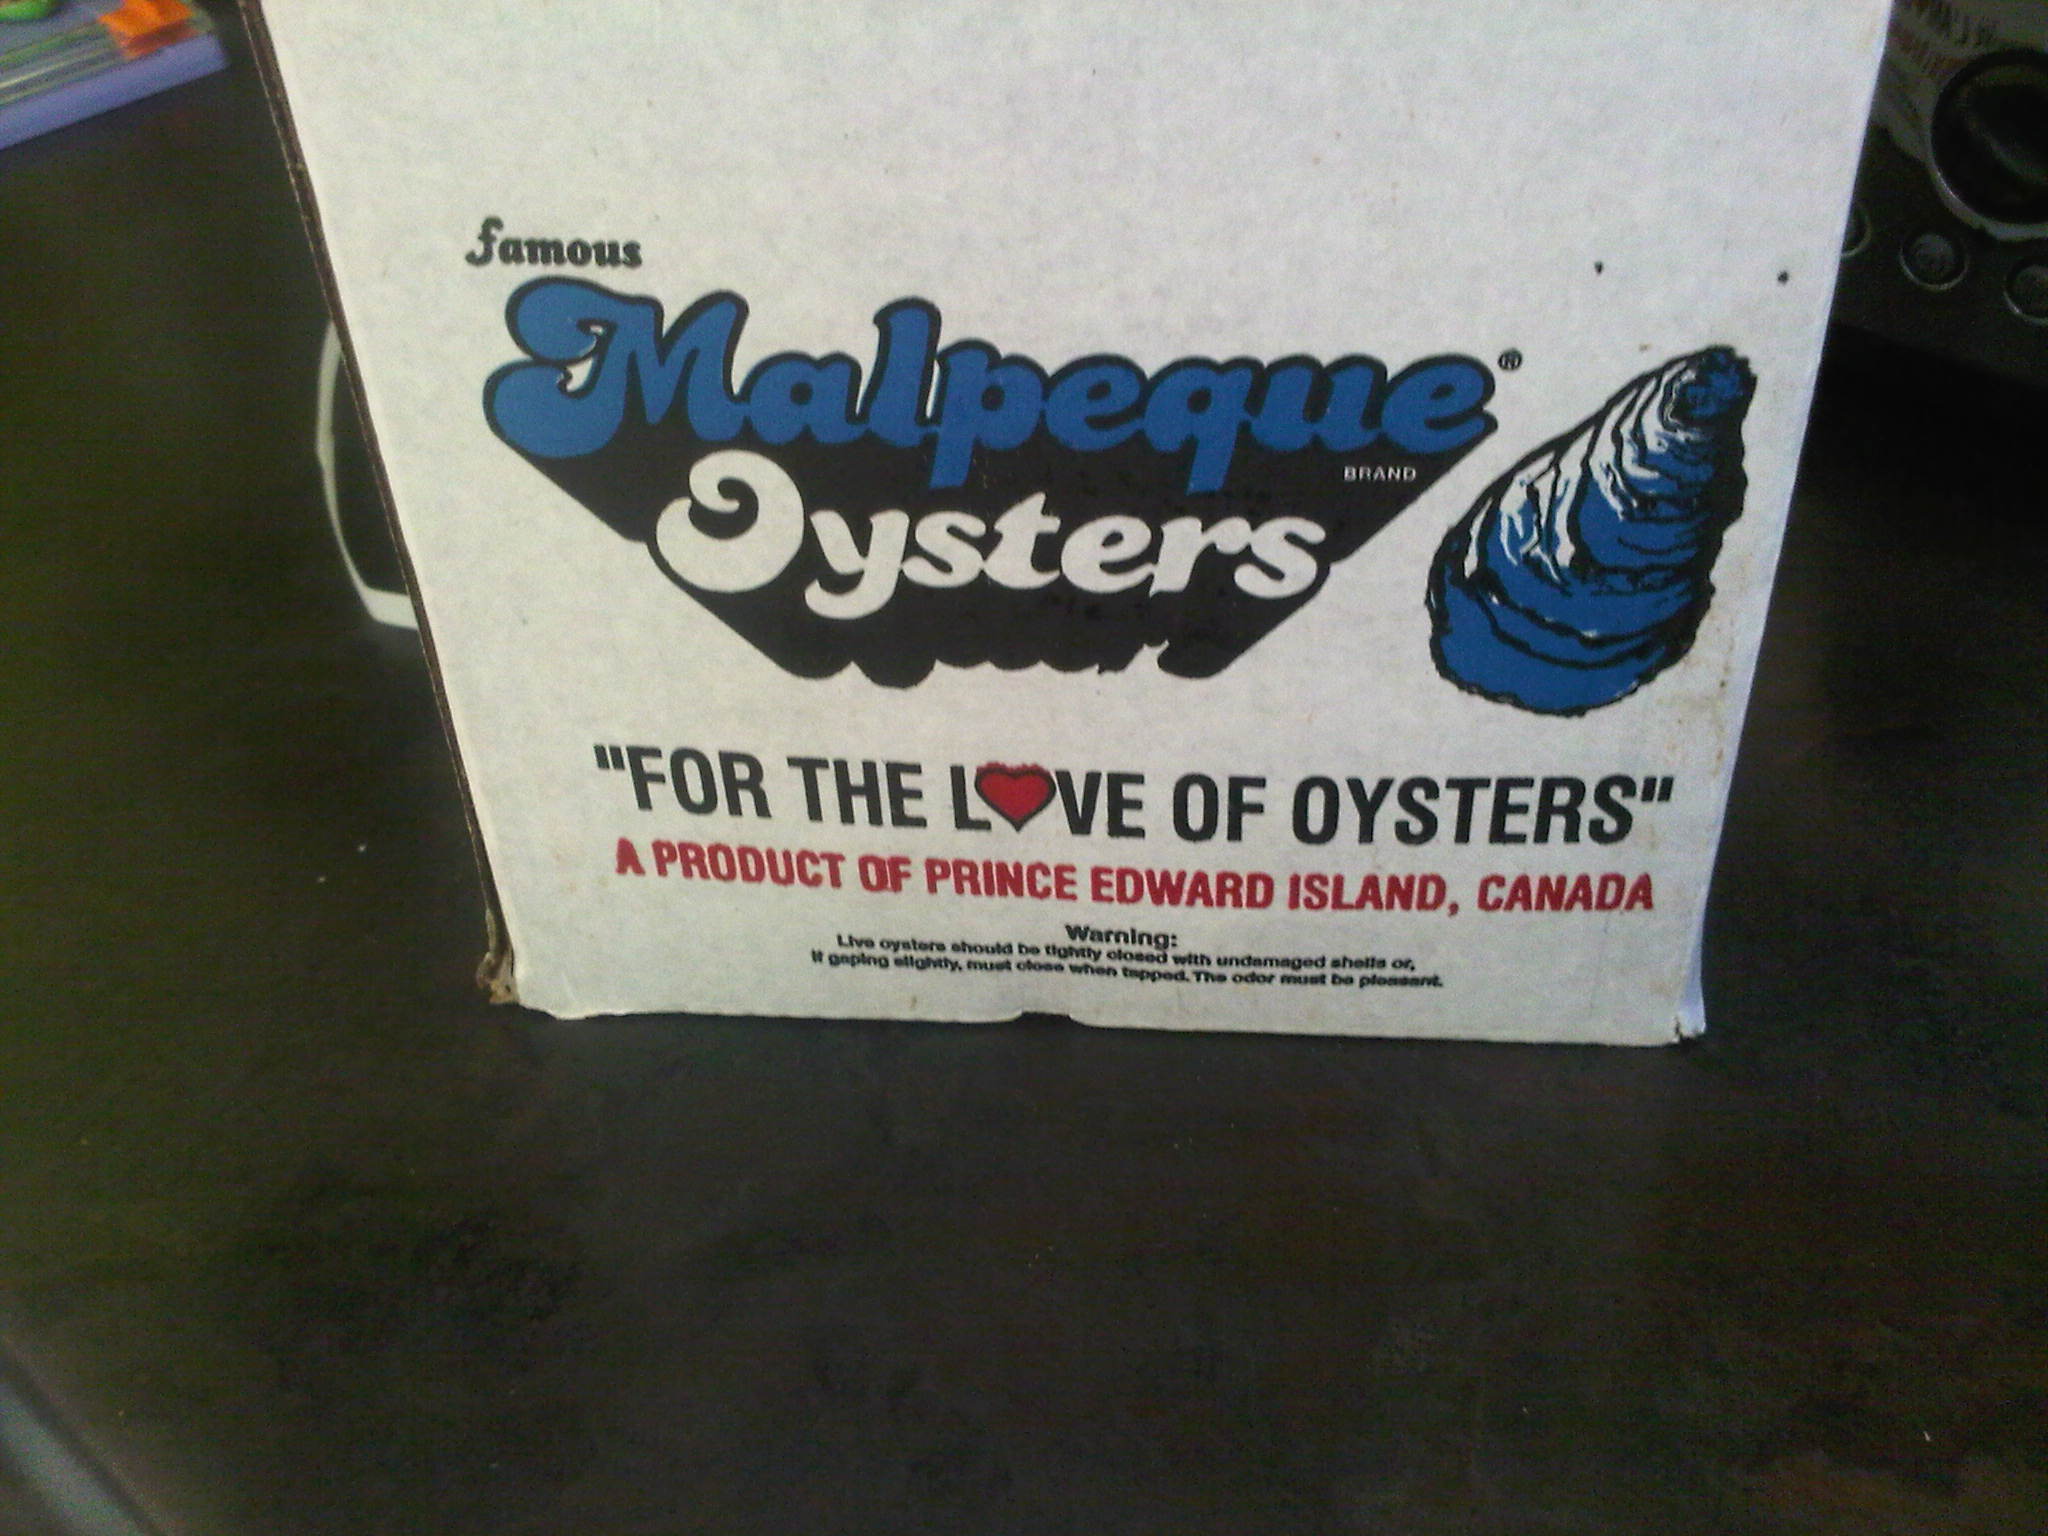 famous
Malpeque®
BRAND
Oysters
"FOR THE L❤VE OF OYSTERS"
A PRODUCT OF PRINCE EDWARD ISLAND, CANADA
Warning:
Live oysters should be tightly closed with undamaged shells or,
if gaping slightly, must close when tapped. The odor must be pleasant.